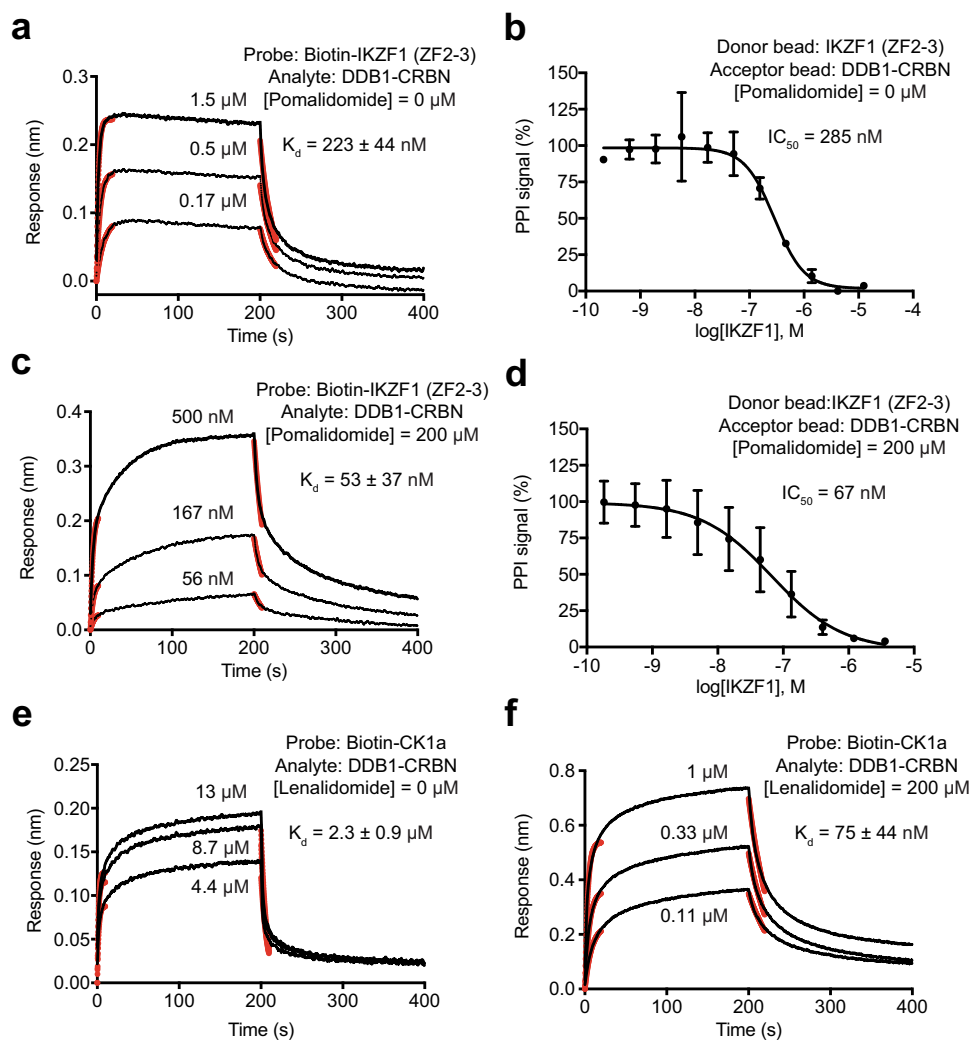 a
Probe: Biotin-IKZF1 (ZF2-3)
Analyte: DDB1-CRBN
[Pomalidomide] = 0 µM
1.5 µM
0.5 µM
0.17 µM
K_d = 223 ± 44 nM
Response (nm)
0.3
0.2
0.1
0.0
0
100
200
300
400
Time (s)
b
Donor bead: IKZF1 (ZF2-3)
Acceptor bead: DDB1-CRBN
[Pomalidomide] = 0 µM
IC50 = 285 nM
PPI signal (%)
150
125
100
75
50
25
0
-10
-9
-8
-7
-6
-5
-4
log[IKZF1], M
c
Probe: Biotin-IKZF1 (ZF2-3)
Analyte: DDB1-CRBN
[Pomalidomide] = 200 µM
500 nM
167 nM
56 nM
K_d = 53 ± 37 nM
Response (nm)
0.4
0.3
0.2
0.1
0.0
0
100
200
300
400
Time (s)
d
Donor bead:IKZF1 (ZF2-3)
Acceptor bead: DDB1-CRBN
[Pomalidomide] = 200 µM
IC50 = 67 nM
PPI signal (%)
150
125
100
75
50
25
0
-10
-9
-8
-7
-6
-5
log[IKZF1], M
e
Probe: Biotin-CK1a
Analyte: DDB1-CRBN
[Lenalidomide] = 0 µM
13 µM
8.7 µM
4.4 µM
K_d = 2.3 ± 0.9 µM
Response (nm)
0.25
0.20
0.15
0.10
0.05
0.00
0
100
200
300
400
Time (s)
f
Probe: Biotin-CK1a
Analyte: DDB1-CRBN
[Lenalidomide] = 200 µM
1 µM
0.33 µM
0.11 µM
K_d = 75 ± 44 nM
Response (nm)
0.8
0.6
0.4
0.2
0.0
0
100
200
300
400
Time (s)